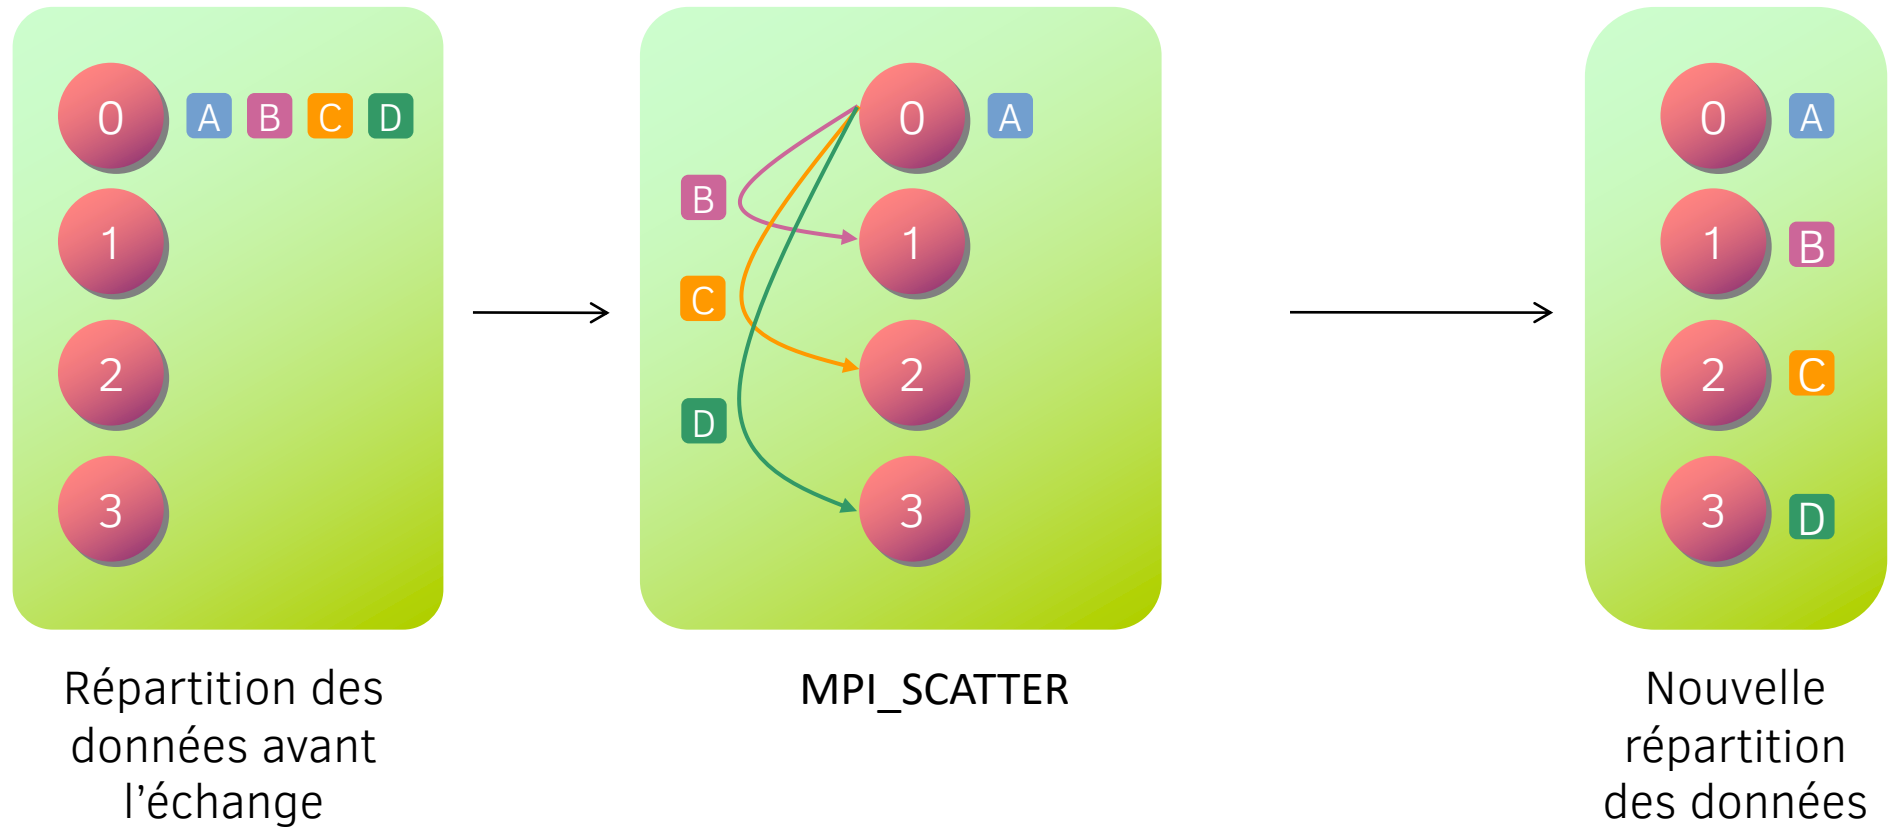 0 A B C D
1
2
3
Répartition des
données avant
l’échange
0 A
B
1
C
2
D
3
MPI_SCATTER
0 A
1 B
2 C
3 D
Nouvelle
répartition
des données